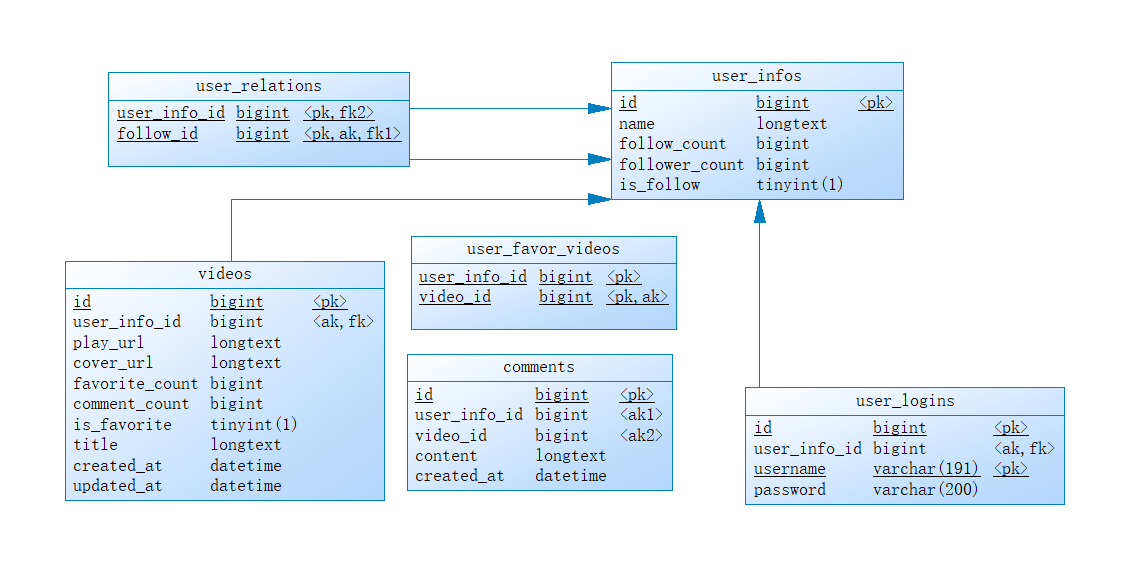 user_relations
user_info_id bigint <pk, fk2>
follow_id bigint <pk, ak, fk1>
user_infos
id bigint <pk>
name longtext
follow_count bigint
follower_count bigint
is_follow tinyint(1)
videos
id bigint <pk>
user_info_id bigint <ak, fk>
play_url longtext
cover_url longtext
favorite_count bigint
comment_count bigint
is_favorite tinyint(1)
title longtext
created_at datetime
updated_at datetime
user_favor_videos
user_info_id bigint <pk>
video_id bigint <pk, ak>
comments
id bigint <pk>
user_info_id bigint <ak1>
video_id bigint <ak2>
content longtext
created_at datetime
user_logins
id bigint <pk>
user_info_id bigint <ak, fk>
username varchar(191) <pk>
password varchar(200)